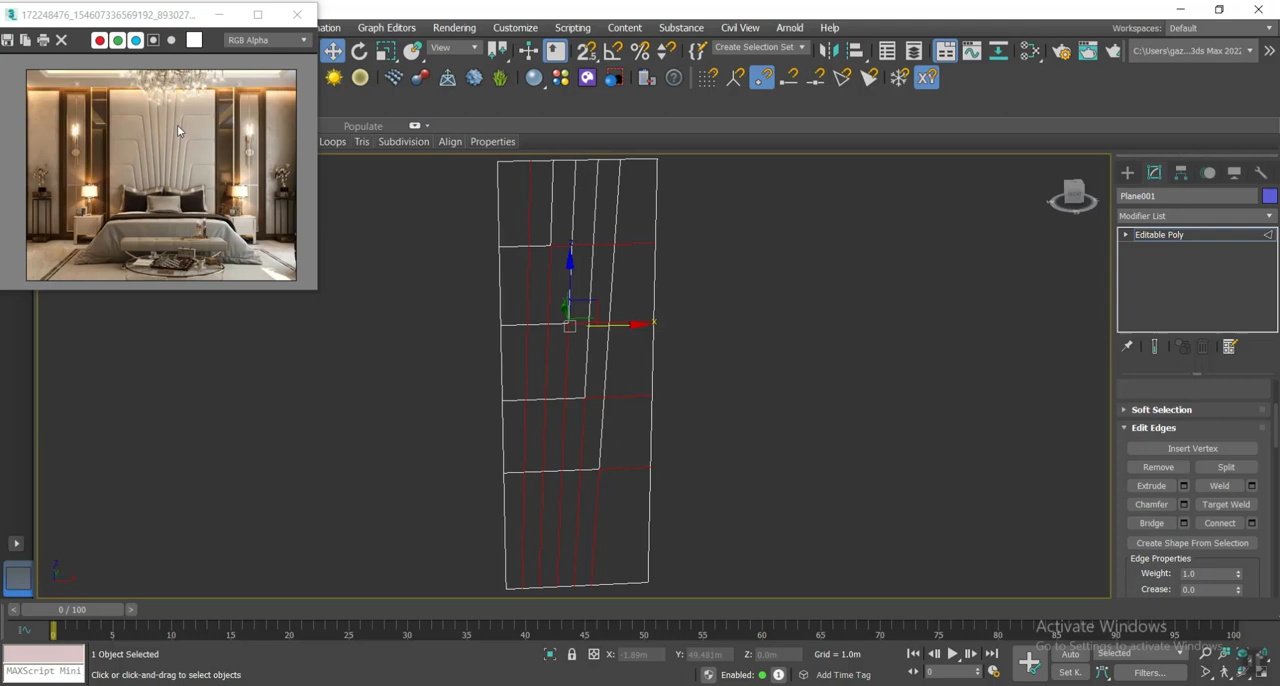 172248476_154607336569192_893027...
RGB Alpha
mation
Graph Editors
Rendering
Customize
Scripting
Content
Substance
Civil View
Arnold
Help
Workspaces: Default
View
Create Selection Set
C:\Users\gaz...3ds Max 2022
Populate
Loops
Tris
Subdivision
Align
Properties
Plane001
Modifier List
Editable Poly
Soft Selection
Edit Edges
Insert Vertex
Remove
Split
Extrude
Weld
Chamfer
Target Weld
Bridge
Connect
Create Shape From Selection
Edge Properties
Weight: 1.0
Crease: 0.0
x
0 / 100
0 5 10 15 20 25 30 35 40 45 50 55 60 65 70 75 80 85 90 95 100
Activate Windows
Go to Settings to activate Windows.
MAXScript Mini
1 Object Selected
Click or click-and-drag to select objects
X: -1.89m
Y: 49.481m
Z: 0.0m
Grid = 1.0m
Enabled:
Add Time Tag
0
Auto
Selected
Set K.
Filters...